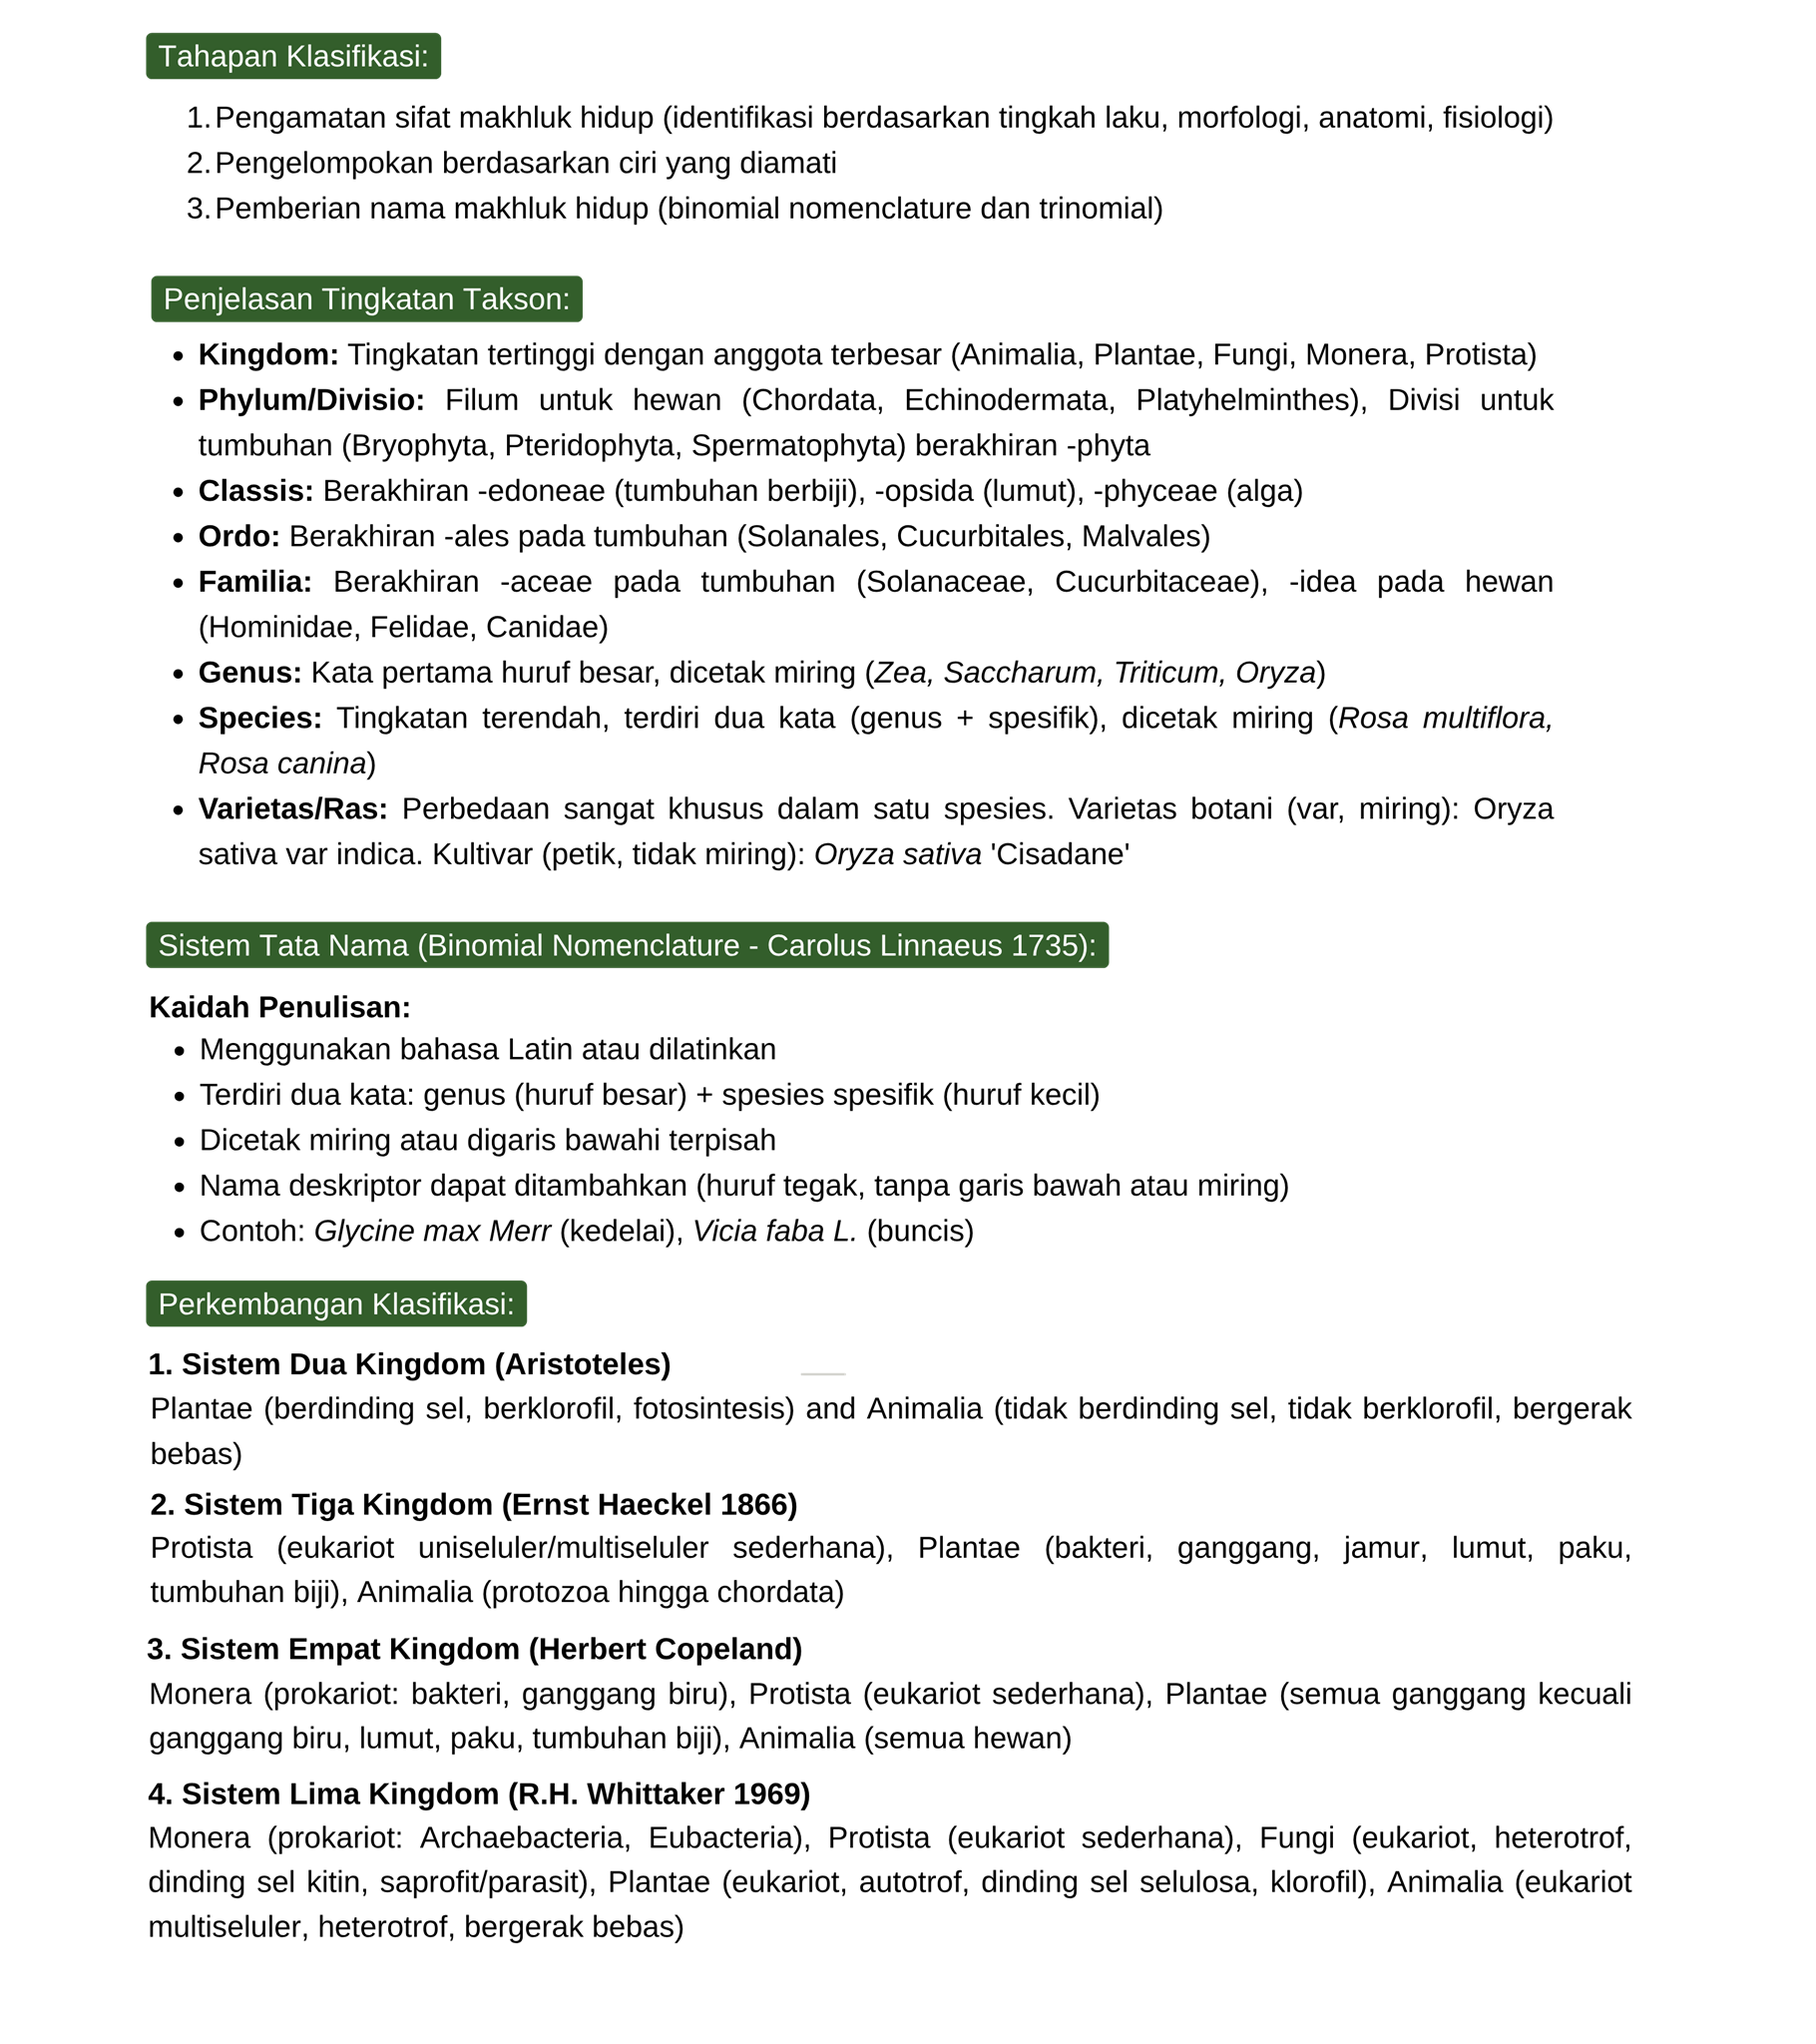 Tahapan Klasifikasi:
1. Pengamatan sifat makhluk hidup (identifikasi berdasarkan tingkah laku, morfologi, anatomi, fisiologi)
2. Pengelompokan berdasarkan ciri yang diamati
3. Pemberian nama makhluk hidup (binomial nomenclature dan trinomial)
Penjelasan Tingkatan Takson:
• Kingdom: Tingkatan tertinggi dengan anggota terbesar (Animalia, Plantae, Fungi, Monera, Protista)
• Phylum/Divisio: Filum untuk hewan (Chordata, Echinodermata, Platyhelminthes), Divisi untuk
tumbuhan (Bryophyta, Pteridophyta, Spermatophyta) berakhiran -phyta
• Classis: Berakhiran -edoneae (tumbuhan berbiji), -opsida (lumut), -phyceae (alga)
• Ordo: Berakhiran -ales pada tumbuhan (Solanales, Cucurbitales, Malvales)
• Familia: Berakhiran -aceae pada tumbuhan (Solanaceae, Cucurbitaceae), -idea pada hewan
(Hominidae, Felidae, Canidae)
• Genus: Kata pertama huruf besar, dicetak miring (Zea, Saccharum, Triticum, Oryza)
• Species: Tingkatan terendah, terdiri dua kata (genus + spesifik), dicetak miring (Rosa multiflora,
Rosa canina)
• Varietas/Ras: Perbedaan sangat khusus dalam satu spesies. Varietas botani (var, miring): Oryza
sativa var indica. Kultivar (petik, tidak miring): Oryza sativa 'Cisadane'
Sistem Tata Nama (Binomial Nomenclature - Carolus Linnaeus 1735):
Kaidah Penulisan:
• Menggunakan bahasa Latin atau dilatinkan
• Terdiri dua kata: genus (huruf besar) + spesies spesifik (huruf kecil)
• Dicetak miring atau digaris bawahi terpisah
• Nama deskriptor dapat ditambahkan (huruf tegak, tanpa garis bawah atau miring)
• Contoh: Glycine max Merr (kedelai), Vicia faba L. (buncis)
Perkembangan Klasifikasi:
1. Sistem Dua Kingdom (Aristoteles)
Plantae (berdinding sel, berklorofil, fotosintesis) and Animalia (tidak berdinding sel, tidak berklorofil, bergerak
bebas)
2. Sistem Tiga Kingdom (Ernst Haeckel 1866)
Protista (eukariot uniseluler/multiseluler sederhana), Plantae (bakteri, ganggang, jamur, lumut, paku,
tumbuhan biji), Animalia (protozoa hingga chordata)
3. Sistem Empat Kingdom (Herbert Copeland)
Monera (prokariot: bakteri, ganggang biru), Protista (eukariot sederhana), Plantae (semua ganggang kecuali
ganggang biru, lumut, paku, tumbuhan biji), Animalia (semua hewan)
4. Sistem Lima Kingdom (R.H. Whittaker 1969)
Monera (prokariot: Archaebacteria, Eubacteria), Protista (eukariot sederhana), Fungi (eukariot, heterotrof,
dinding sel kitin, saprofit/parasit), Plantae (eukariot, autotrof, dinding sel selulosa, klorofil), Animalia (eukariot
multiseluler, heterotrof, bergerak bebas)